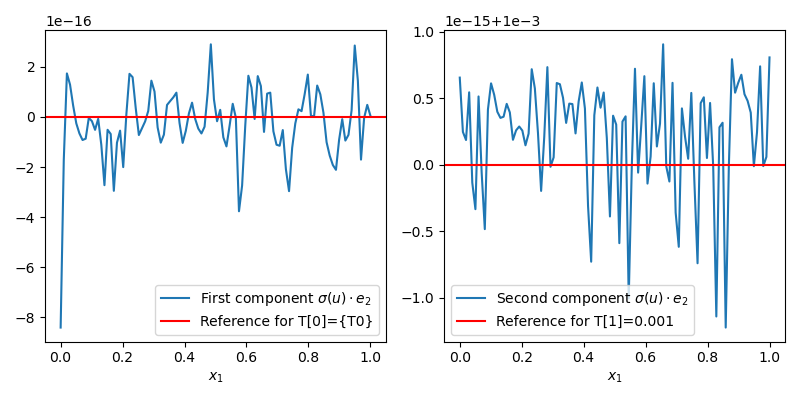 1e−16
2
0
−2
−4
−6
−8
0.0 0.2 0.4 0.6 0.8 1.0
x₁
First component σ(u) · e₂
Reference for T[0]={T0}
1e−15+1e−3
1.0
0.5
0.0
−0.5
−1.0
0.0 0.2 0.4 0.6 0.8 1.0
x₁
Second component σ(u) · e₂
Reference for T[1]=0.001